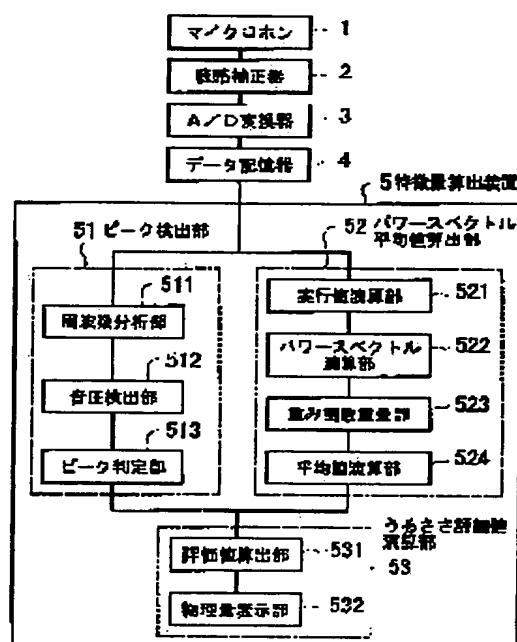 マイクロホン
1
聴感補正器
2
A/D変換器
3
データ記憶器
4
5特徴量算出装置
51 ピーク検出部
52 パワースペクトル
平均値算出部
511
周波数分析部
512
音圧検出部
513
ピーク判定部
実行値演算部
521
パワースペクトル
演算部
522
重み関数重畳部
523
平均値演算部
524
うるささ評価値
演算部
53
評価値算出部
531
物理量表示部
532